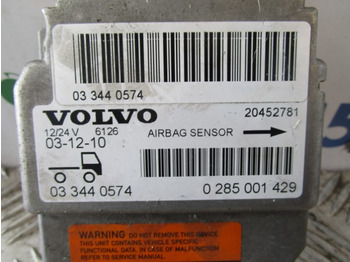 03 344 0574
VOLVO
20452781
12/24 V 6126
AIRBAG SENSOR
03-12-10
03 344 0574
0 285 001 429
WARNING: DO NOT REMOVE THIS DEVICE
THIS UNIT CONTAINS VEHICLE SPECIFIC
FUNCTIONAL DATA. IN CASE OF MALFUNCTION
REFER TO SERVICE MANUAL.